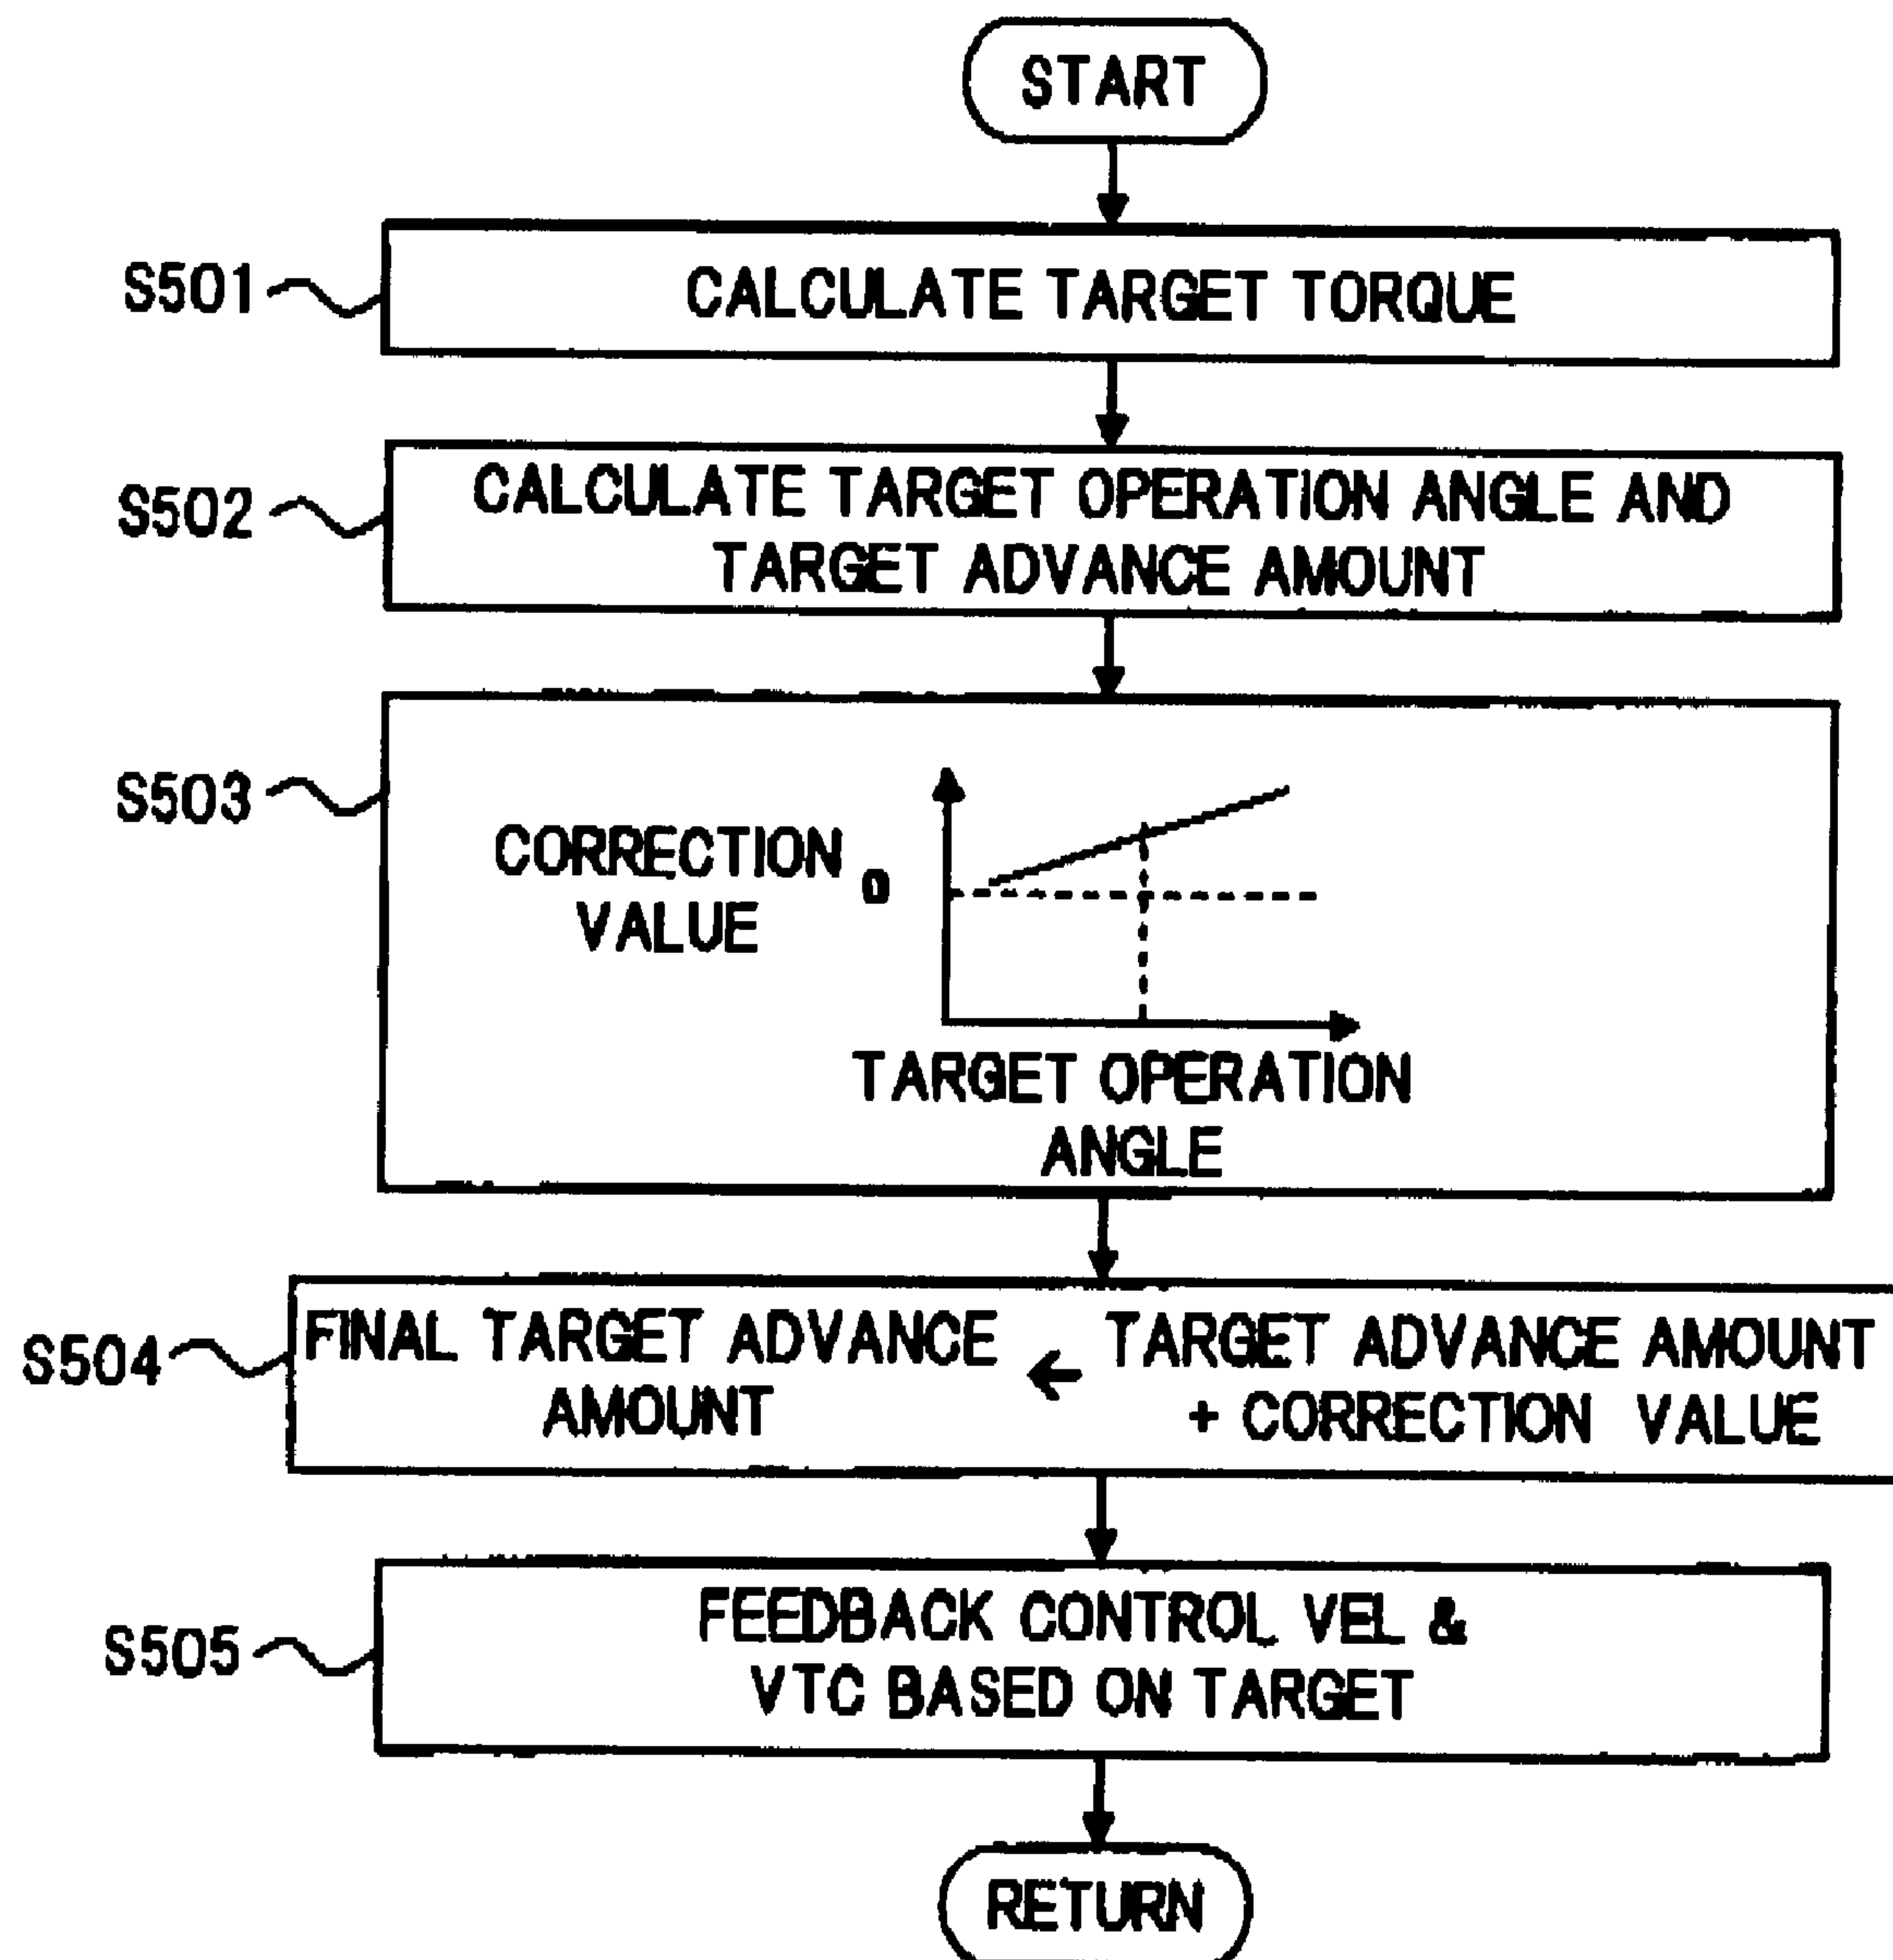 START
S501
CALCULATE TARGET TORQUE
S502
CALCULATE TARGET OPERATION ANGLE AND
TARGET ADVANCE AMOUNT
S503
CORRECTION
VALUE
0
TARGET OPERATION
ANGLE
S504
FINAL TARGET ADVANCE
AMOUNT
←
TARGET ADVANCE AMOUNT
+ CORRECTION VALUE
S505
FEEDBACK CONTROL VEL &
VTC BASED ON TARGET
RETURN